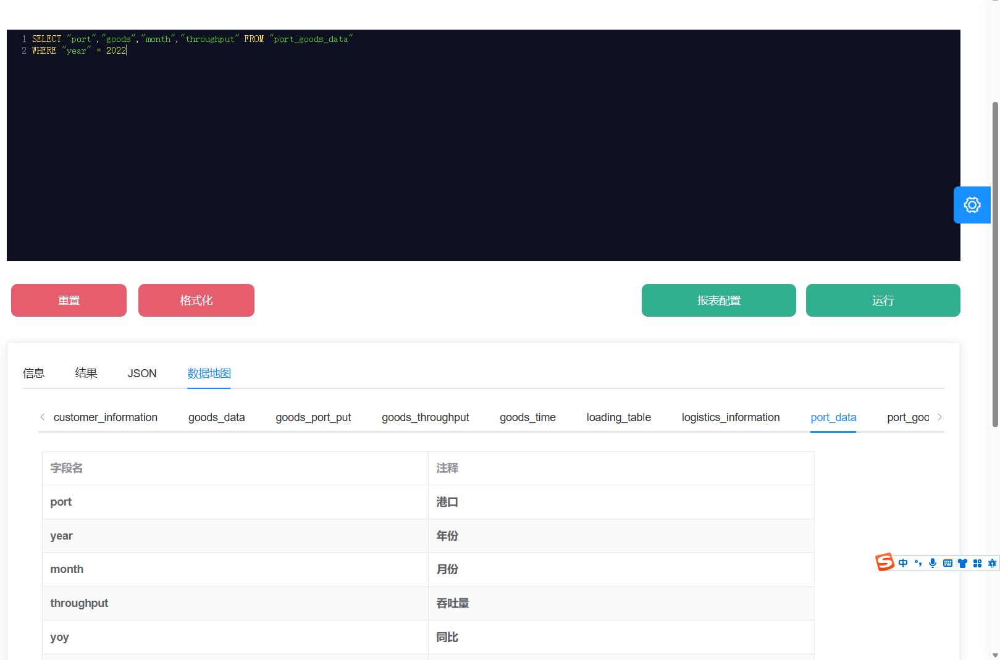 1 SELECT "port","goods","month","throughput" FROM "port_goods_data"
2 WHERE "year" = 2022
重置 格式化 报表配置 运行
信息 结果 JSON 数据地图
customer_information goods_data goods_port_put goods_throughput goods_time loading_table logistics_information port_data port_goo
字段名 注释
port 港口
year 年份
month 月份
throughput 吞吐量
S 中
yoy 同比